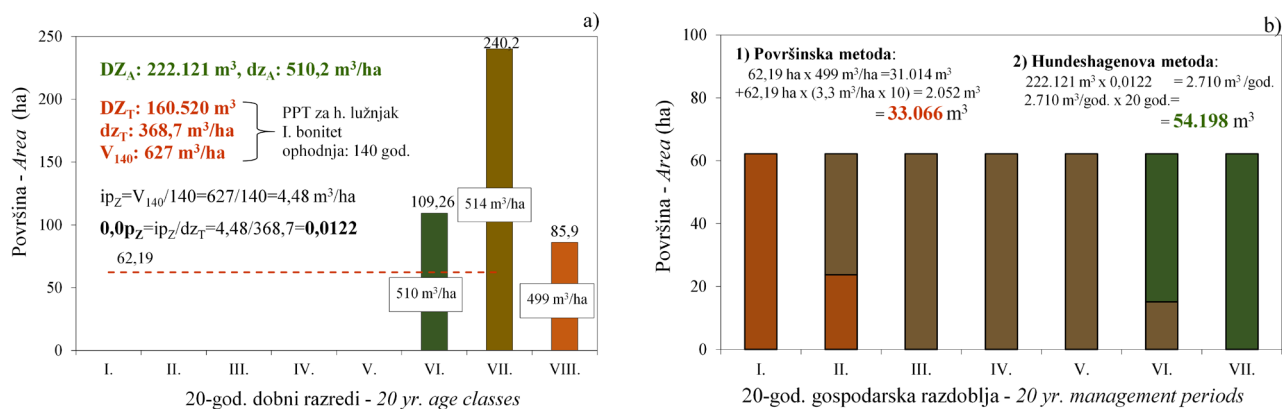 a)
250
200
150
100
50
0
Površina - Area (ha)
DZA: 222.121 m³, dzA: 510,2 m³/ha
DZT: 160.520 m³
dzT: 368,7 m³/ha
V140: 627 m³/ha
PPT za h. lužnjak
I. bonitet
ophodnja: 140 god.
ipZ=V140/140=627/140=4,48 m³/ha
0,0pZ=ipZ/dzT=4,48/368,7=0,0122
62,19
109,26
240,2
85,9
510 m³/ha
514 m³/ha
499 m³/ha
I. II. III. IV. V. VI. VII. VIII.
20-god. dobni razredi - 20 yr. age classes
b)
100
80
60
40
20
0
Površina - Area (ha)
1) Površinska metoda:
62,19 ha x 499 m³/ha =31.014 m³
+62,19 ha x (3,3 m³/ha x 10) = 2.052 m³
= 33.066 m³
2) Hundeshagenova metoda:
222.121 m³ x 0,0122 = 2.710 m³ /god.
2.710 m³/god. x 20 god.=
= 54.198 m³
I. II. III. IV. V. VI. VII.
20-god. gospodarska razdoblja - 20 yr. management periods